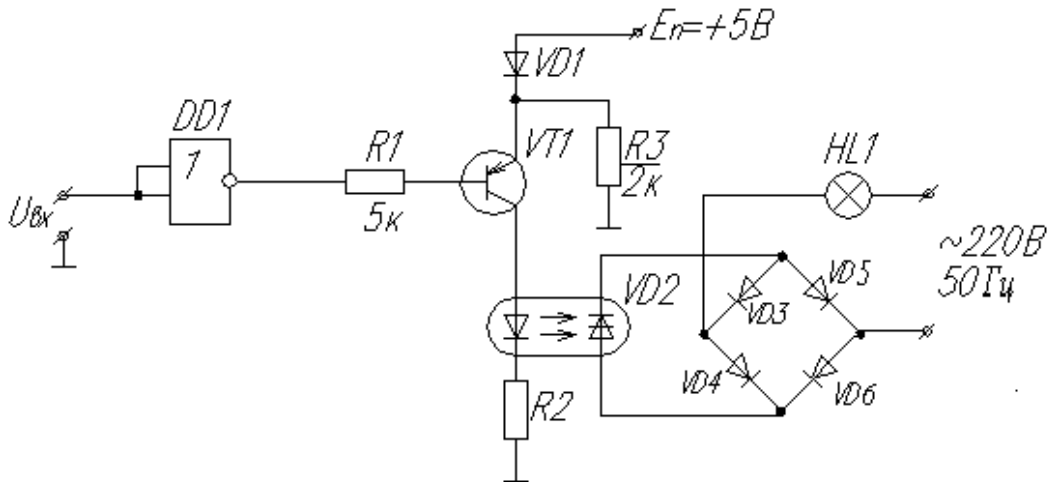 Eп=+5В
VD1
DD1
1
R1
5к
VT1
R3
2к
HL1
Uвх
~220В
50Гц
VD2
VD5
VD3
VD4
VD6
R2